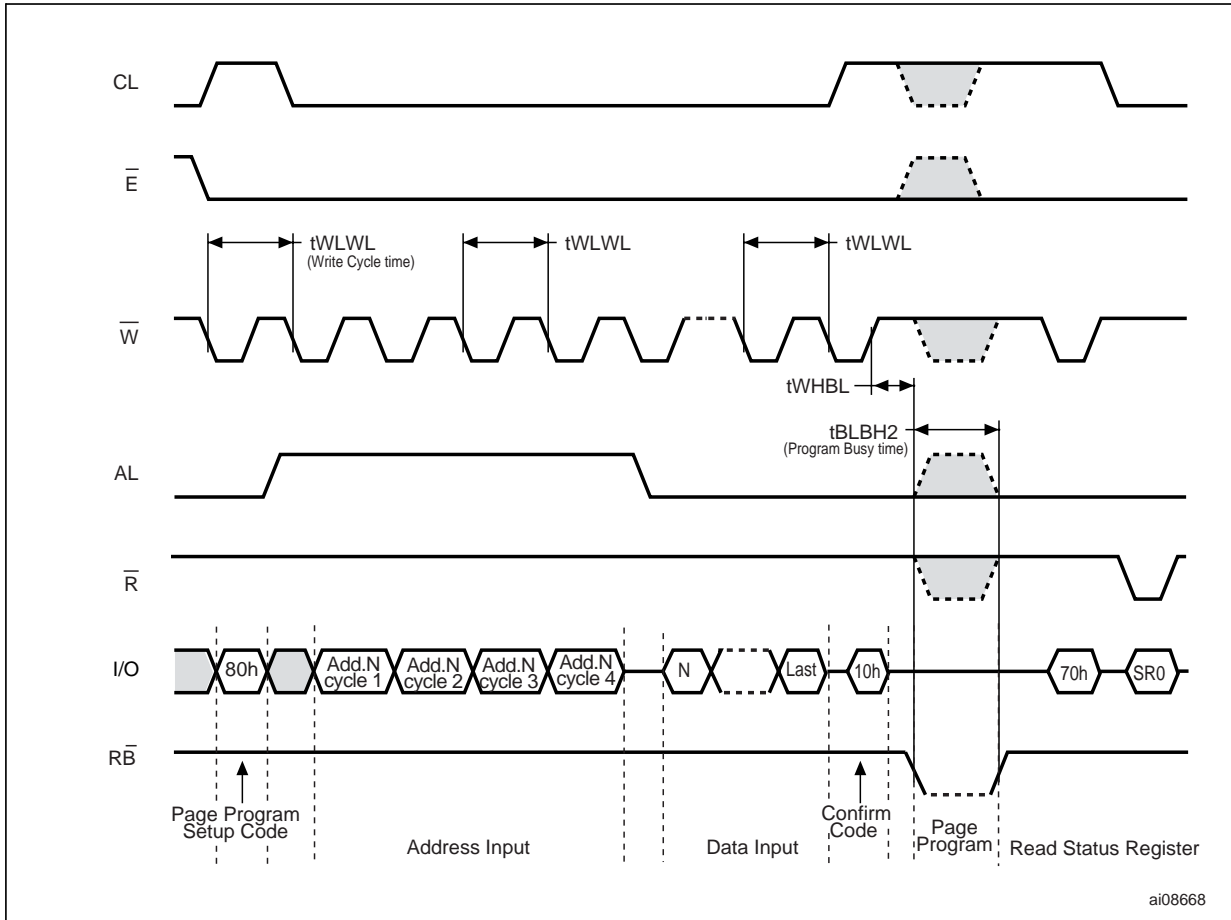 CL
E
tWLWL
(Write Cycle time)
tWLWL
tWLWL
W
tWHBL
tBLBH2
(Program Busy time)
AL
R
I/O
80h
Add.N
cycle 1
Add.N
cycle 2
Add.N
cycle 3
Add.N
cycle 4
N
Last
10h
70h
SR0
RB
Page Program
Setup Code
Address Input
Data Input
Confirm
Code
Page
Program
Read Status Register
ai08668